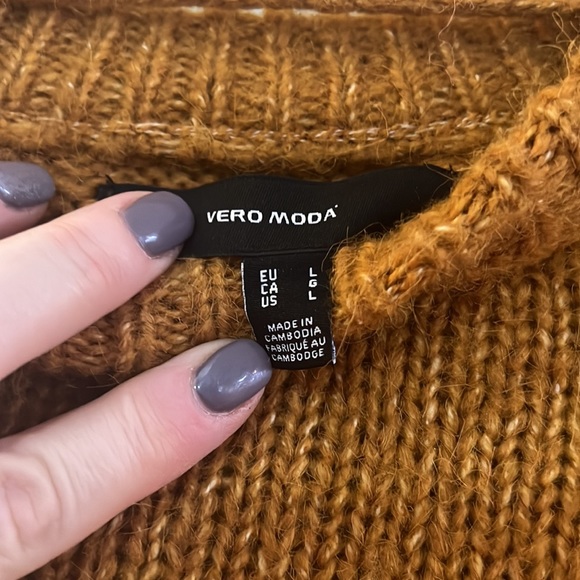 VERO MODA
EU L
CA G
US L
MADE IN
CAMBODIA
FABRIQUÉ AU
CAMBODGE